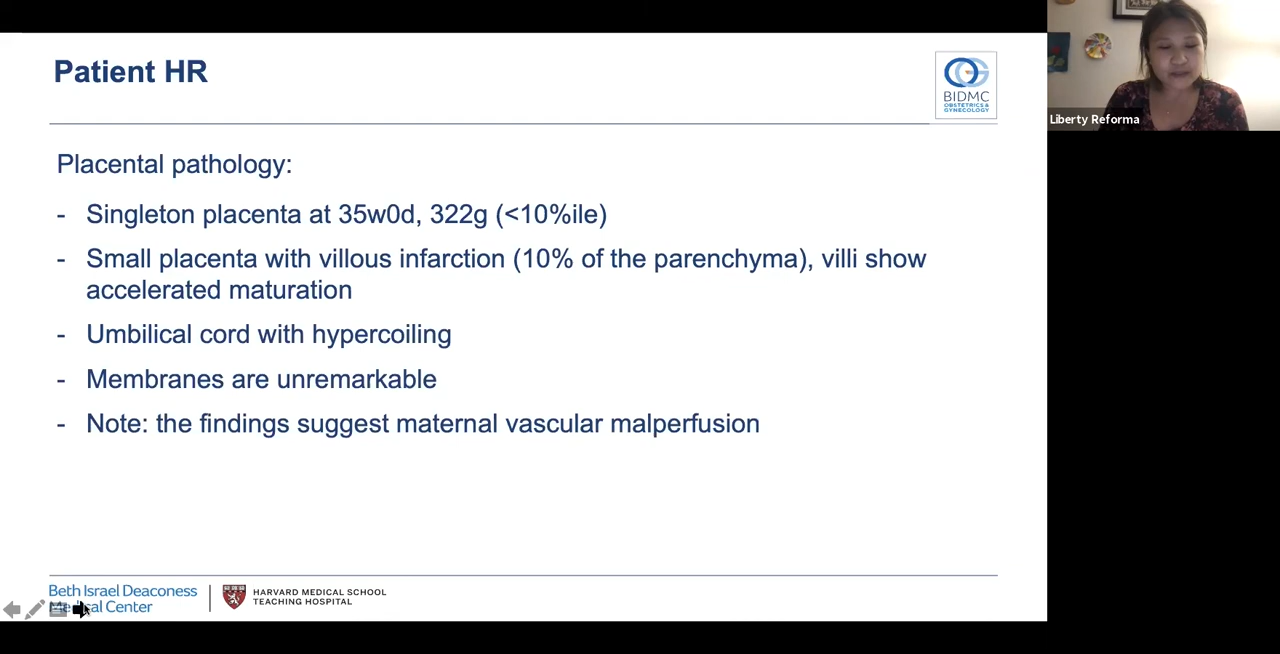 Patient HR
BIDMC
OBSTETRICS &
GYNECOLOGY
Liberty Reforma
Placental pathology:
- Singleton placenta at 35w0d, 322g (<10%ile)
- Small placenta with villous infarction (10% of the parenchyma), villi show
accelerated maturation
- Umbilical cord with hypercoiling
- Membranes are unremarkable
- Note: the findings suggest maternal vascular malperfusion
Beth Israel Deaconess
Medical Center
HARVARD MEDICAL SCHOOL
TEACHING HOSPITAL